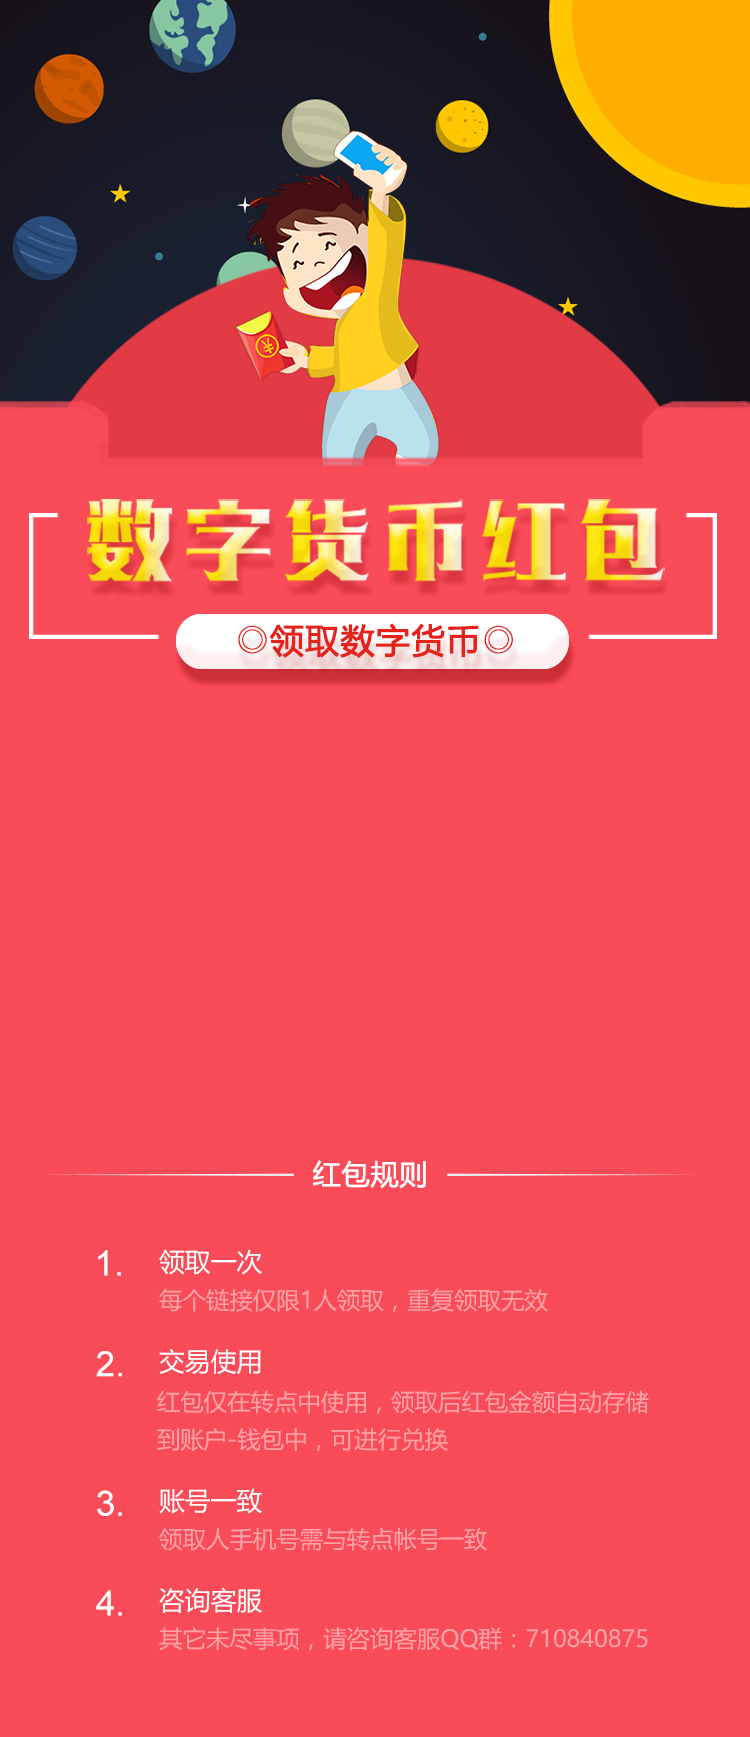 数字货币红包
◎领取数字货币◎
红包规则
1. 领取一次
每个链接仅限1人领取，重复领取无效
2. 交易使用
红包仅在转点中使用，领取后红包金额自动存储
到账户-钱包中，可进行兑换
3. 账号一致
领取人手机号需与转点帐号一致
4. 咨询客服
其它未尽事项，请咨询客服QQ群：710840875